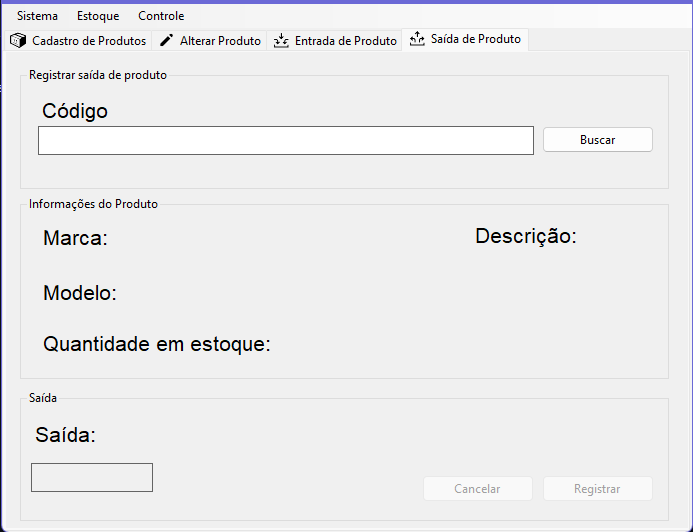 Sistema Estoque Controle
Cadastro de Produtos Alterar Produto Entrada de Produto Saída de Produto
Registrar saída de produto
Código
Buscar
Informações do Produto
Marca: Descrição:
Modelo:
Quantidade em estoque:
Saída
Saída:
Cancelar Registrar